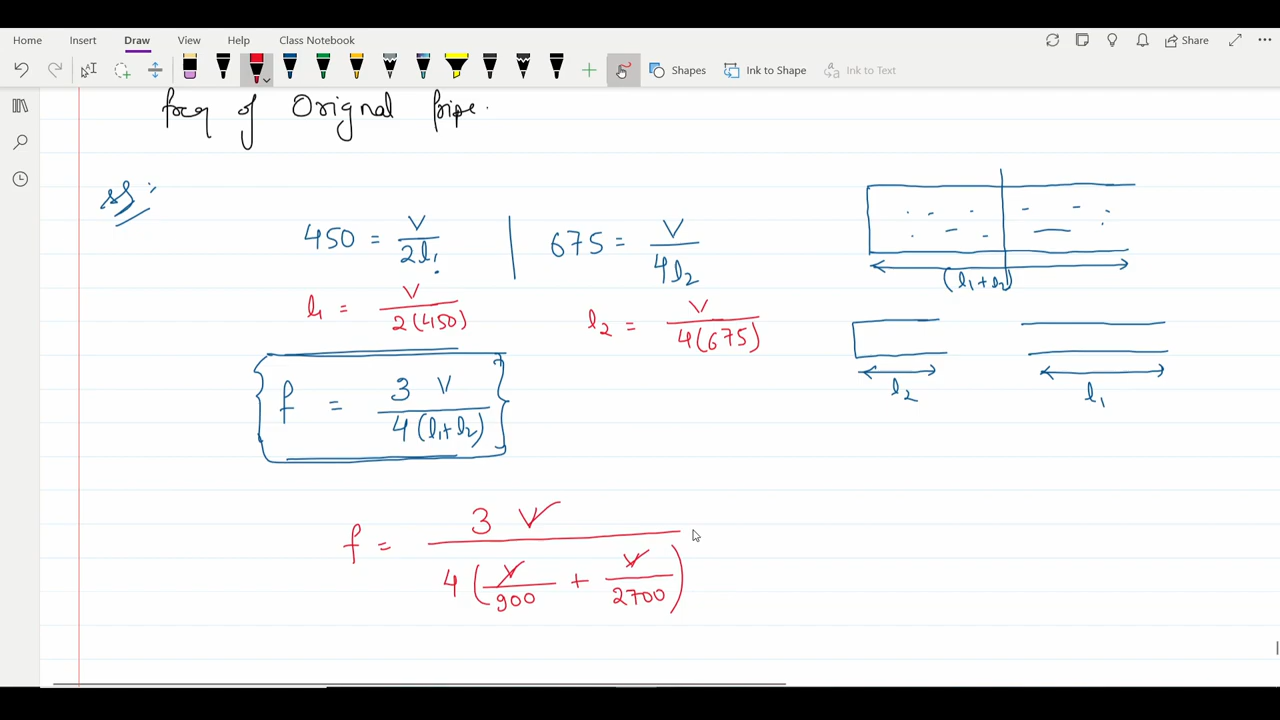 Home Insert Draw View Help Class Notebook Share
Shapes Ink to Shape Ink to Text
freq of Orignal pipe.
450 = V/2l₁ | 675 = V/4l₂
l₁ = V/2(450) l₂ = V/4(675)
f = 3V/4(l₁+l₂)
f = 3V/4(V/900 + V/2700)
(l₁+l₂)
l₂ l₁